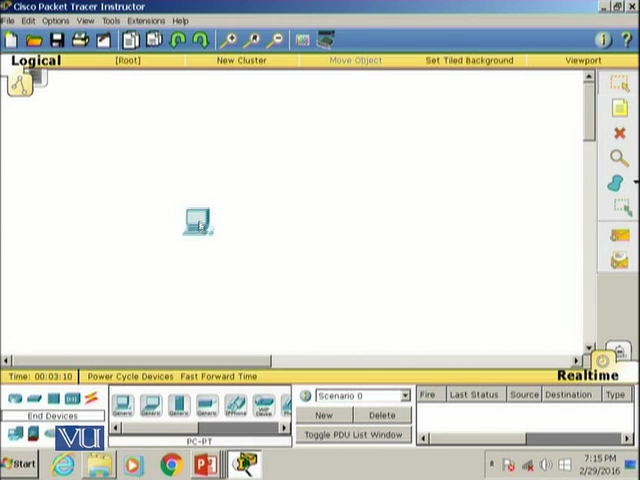 Cisco Packet Tracer Instructor
File Edit Options View Tools Extensions Help
Logical [Root] New Cluster Move Object Set Tiled Background Viewport
Time: 00:03:10 Power Cycle Devices Fast Forward Time Realtime
Scenario 0
Fire Last Status Source Destination Type
New Delete
End Devices
Toggle PDU List Window
VU
PC-PT
Start
7:15 PM
2/29/2016